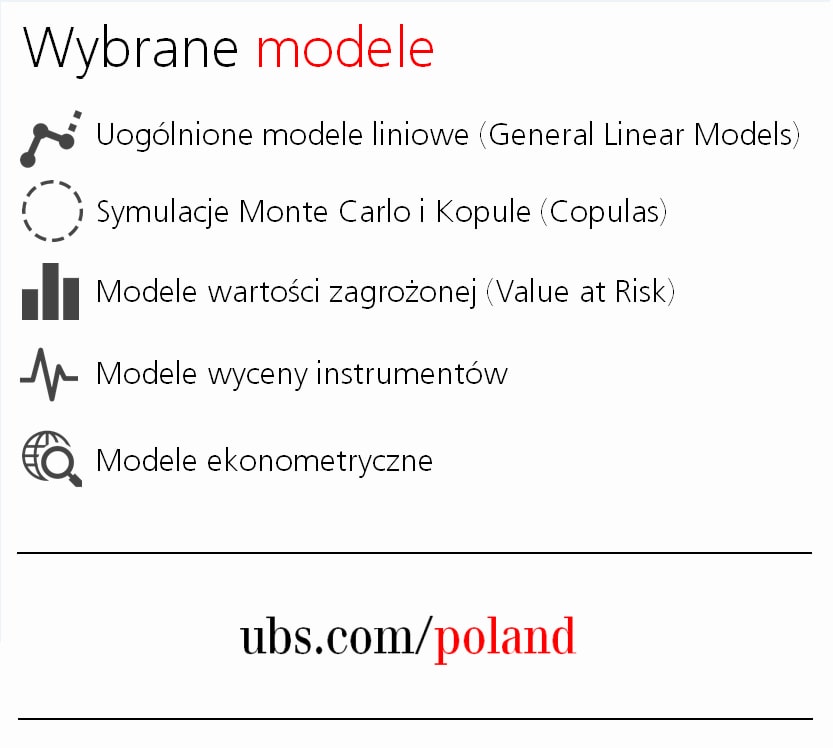 Wybrane modele
Uogólnione modele liniowe (General Linear Models)
Symulacje Monte Carlo i Kopule (Copulas)
Modele wartości zagrożonej (Value at Risk)
Modele wyceny instrumentów
Modele ekonometryczne
ubs.com/poland